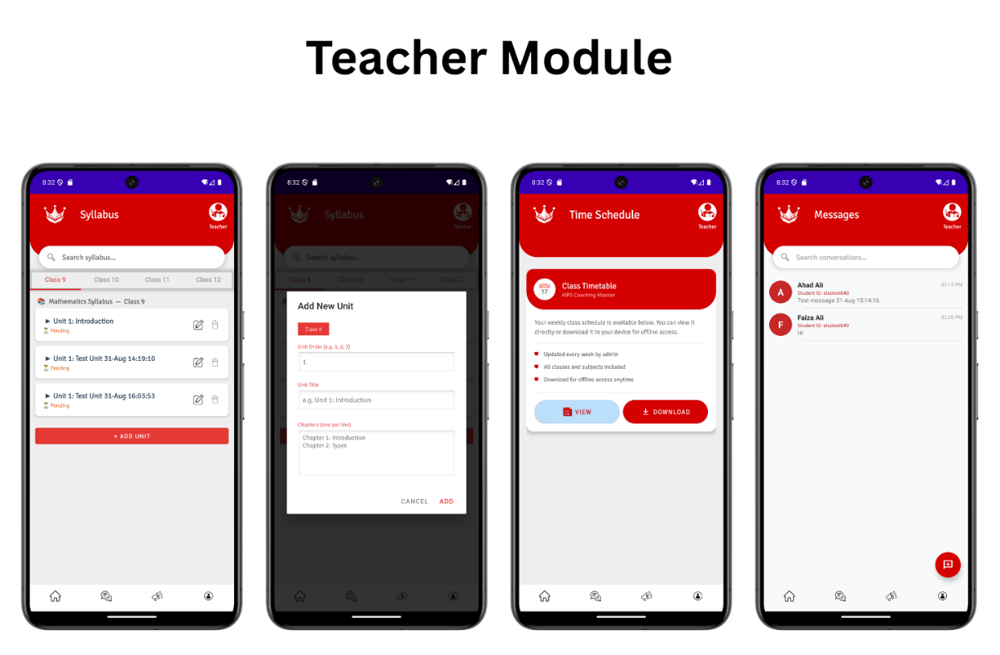 Teacher Module
8:32
Syllabus
Teacher
Search syllabus...
Class 9 Class 10 Class 11 Class 12
📚 Mathematics Syllabus — Class 9
▶ Unit 1: Introduction
⏳ Pending
▶ Unit 1: Test Unit 31-Aug 14:19:10
⏳ Pending
▶ Unit 1: Test Unit 31-Aug 16:03:53
⏳ Pending
+ ADD UNIT
8:32
Syllabus
Teacher
Search syllabus...
Class 9 Class 10 Class 11 Class 12
Add New Unit
Class 9
Unit Order (e.g. 1, 2, 3)
1
Unit Title
e.g. Unit 1: Introduction
Chapters (one per line)
Chapter 1: Introduction
Chapter 2: Types
CANCEL ADD
8:32
Time Schedule
Teacher
17
Class Timetable
KIPS Coaching Kharian
Your weekly class schedule is available below. You can view it
directly or download it to your device for offline access.
Updated every week by admin
All classes and subjects included
Download for offline access anytime
VIEW DOWNLOAD
8:32
Messages
Teacher
Search conversations...
A
Ahad Ali 03:14 PM
Student ID: student048
Test message 31-Aug 15:14:16
F
Faiza Ali 02:26 PM
Student ID: student049
Hi